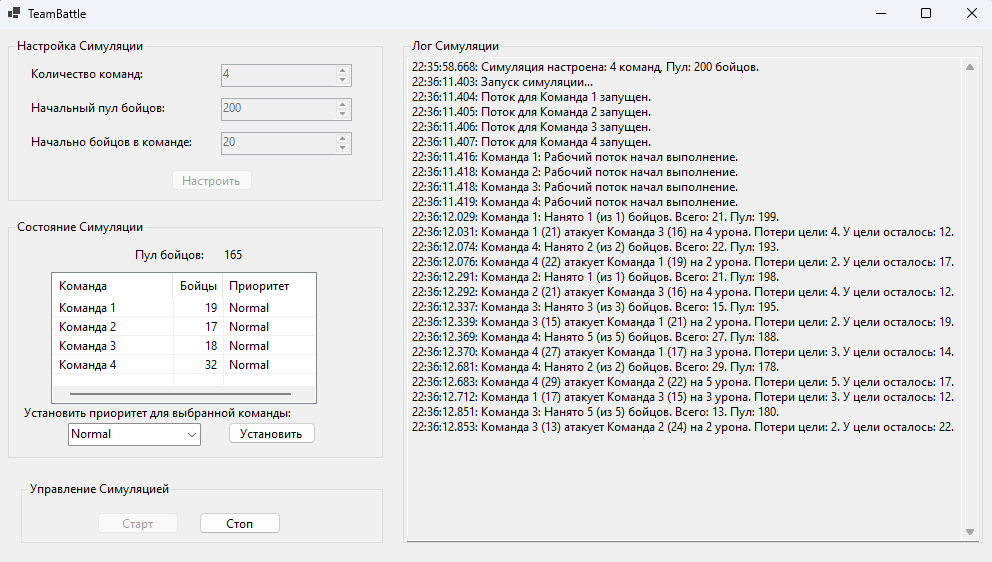 TeamBattle
Настройка Симуляции
Количество команд: 4
Начальный пул бойцов: 200
Начально бойцов в команде: 20
Настроить
Состояние Симуляции
Пул бойцов: 165
Команда Бойцы Приоритет
Команда 1 19 Normal
Команда 2 17 Normal
Команда 3 18 Normal
Команда 4 32 Normal
Установить приоритет для выбранной команды:
Normal Установить
Управление Симуляцией
Старт Стоп
Лог Симуляции
22:35:58.668: Симуляция настроена: 4 команд, Пул: 200 бойцов.
22:36:11.403: Запуск симуляции...
22:36:11.404: Поток для Команда 1 запущен.
22:36:11.405: Поток для Команда 2 запущен.
22:36:11.406: Поток для Команда 3 запущен.
22:36:11.407: Поток для Команда 4 запущен.
22:36:11.416: Команда 1: Рабочий поток начал выполнение.
22:36:11.418: Команда 2: Рабочий поток начал выполнение.
22:36:11.418: Команда 3: Рабочий поток начал выполнение.
22:36:11.419: Команда 4: Рабочий поток начал выполнение.
22:36:12.029: Команда 1: Нанято 1 (из 1) бойцов. Всего: 21. Пул: 199.
22:36:12.031: Команда 1 (21) атакует Команда 3 (16) на 4 урона. Потери цели: 4. У цели осталось: 12.
22:36:12.074: Команда 4: Нанято 2 (из 2) бойцов. Всего: 22. Пул: 193.
22:36:12.076: Команда 4 (22) атакует Команда 1 (19) на 2 урона. Потери цели: 2. У цели осталось: 17.
22:36:12.291: Команда 2: Нанято 1 (из 1) бойцов. Всего: 21. Пул: 198.
22:36:12.292: Команда 2 (21) атакует Команда 3 (16) на 4 урона. Потери цели: 4. У цели осталось: 12.
22:36:12.337: Команда 3: Нанято 3 (из 3) бойцов. Всего: 15. Пул: 195.
22:36:12.339: Команда 3 (15) атакует Команда 1 (21) на 2 урона. Потери цели: 2. У цели осталось: 19.
22:36:12.369: Команда 4: Нанято 5 (из 5) бойцов. Всего: 27. Пул: 188.
22:36:12.370: Команда 4 (27) атакует Команда 1 (17) на 3 урона. Потери цели: 3. У цели осталось: 14.
22:36:12.681: Команда 4: Нанято 2 (из 2) бойцов. Всего: 29. Пул: 178.
22:36:12.683: Команда 4 (29) атакует Команда 2 (22) на 5 урона. Потери цели: 5. У цели осталось: 17.
22:36:12.712: Команда 1 (17) атакует Команда 3 (15) на 3 урона. Потери цели: 3. У цели осталось: 12.
22:36:12.851: Команда 3: Нанято 5 (из 5) бойцов. Всего: 13. Пул: 180.
22:36:12.853: Команда 3 (13) атакует Команда 2 (24) на 2 урона. Потери цели: 2. У цели осталось: 22.